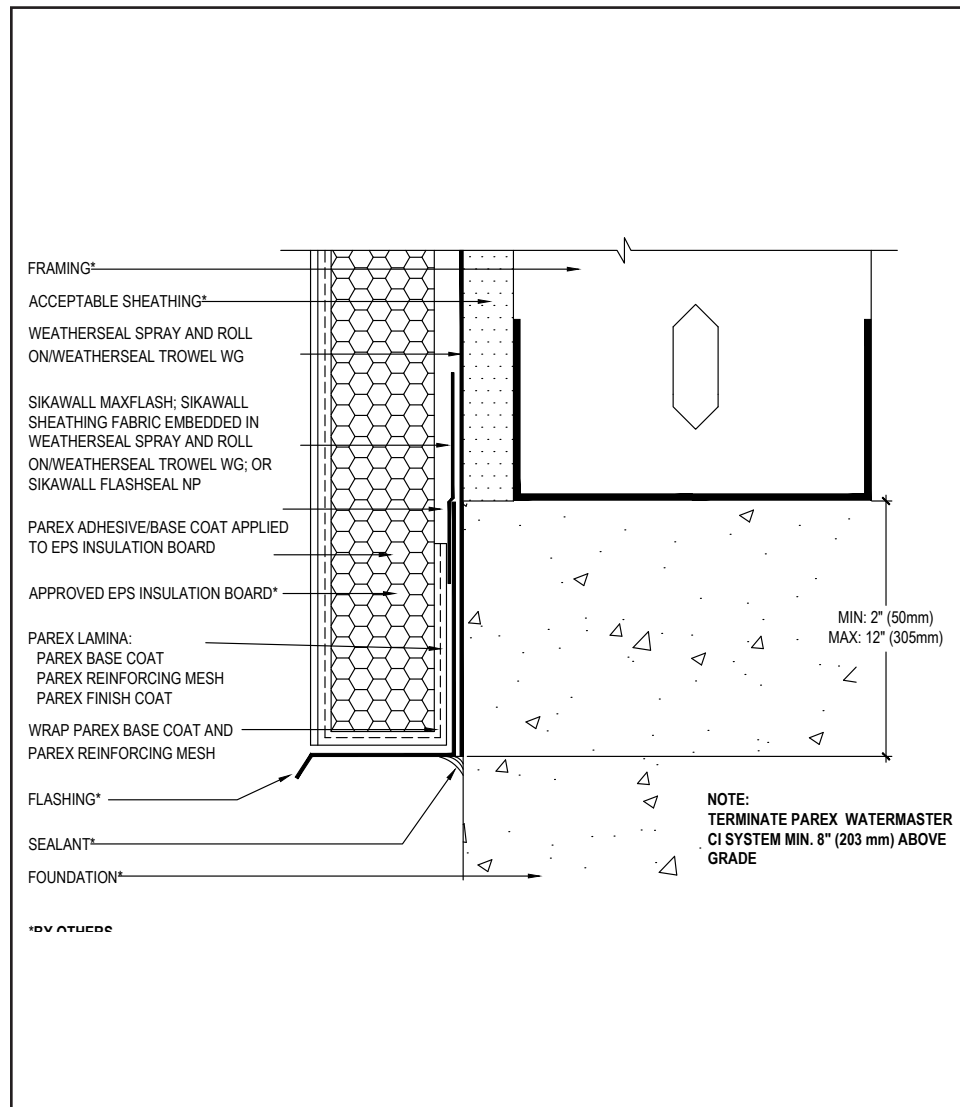 FRAMING*
ACCEPTABLE SHEATHING*
WEATHERSEAL SPRAY AND ROLL
ON/WEATHERSEAL TROWEL WG
SIKAWALL MAXFLASH; SIKAWALL
SHEATHING FABRIC EMBEDDED IN
WEATHERSEAL SPRAY AND ROLL
ON/WEATHERSEAL TROWEL WG; OR
SIKAWALL FLASHSEAL NP
PAREX ADHESIVE/BASE COAT APPLIED
TO EPS INSULATION BOARD
APPROVED EPS INSULATION BOARD*
PAREX LAMINA:
PAREX BASE COAT
PAREX REINFORCING MESH
PAREX FINISH COAT
WRAP PAREX BASE COAT AND
PAREX REINFORCING MESH
FLASHING*
SEALANT*
FOUNDATION*
*BY OTHERS
MIN: 2" (50mm)
MAX: 12" (305mm)
NOTE:
TERMINATE PAREX WATERMASTER
CI SYSTEM MIN. 8" (203 mm) ABOVE
GRADE